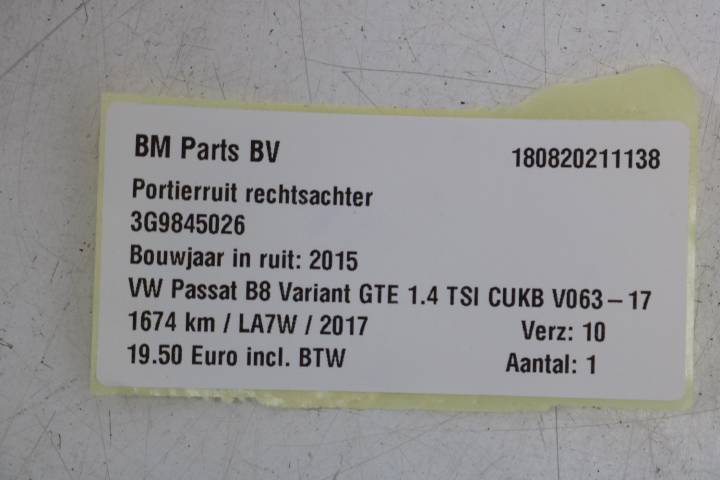 BM Parts BV 180820211138
Portierruit rechtsachter
3G9845026
Bouwjaar in ruit: 2015
VW Passat B8 Variant GTE 1.4 TSI CUKB V063-17
1674 km / LA7W / 2017 Verz: 10
19.50 Euro incl. BTW Aantal: 1